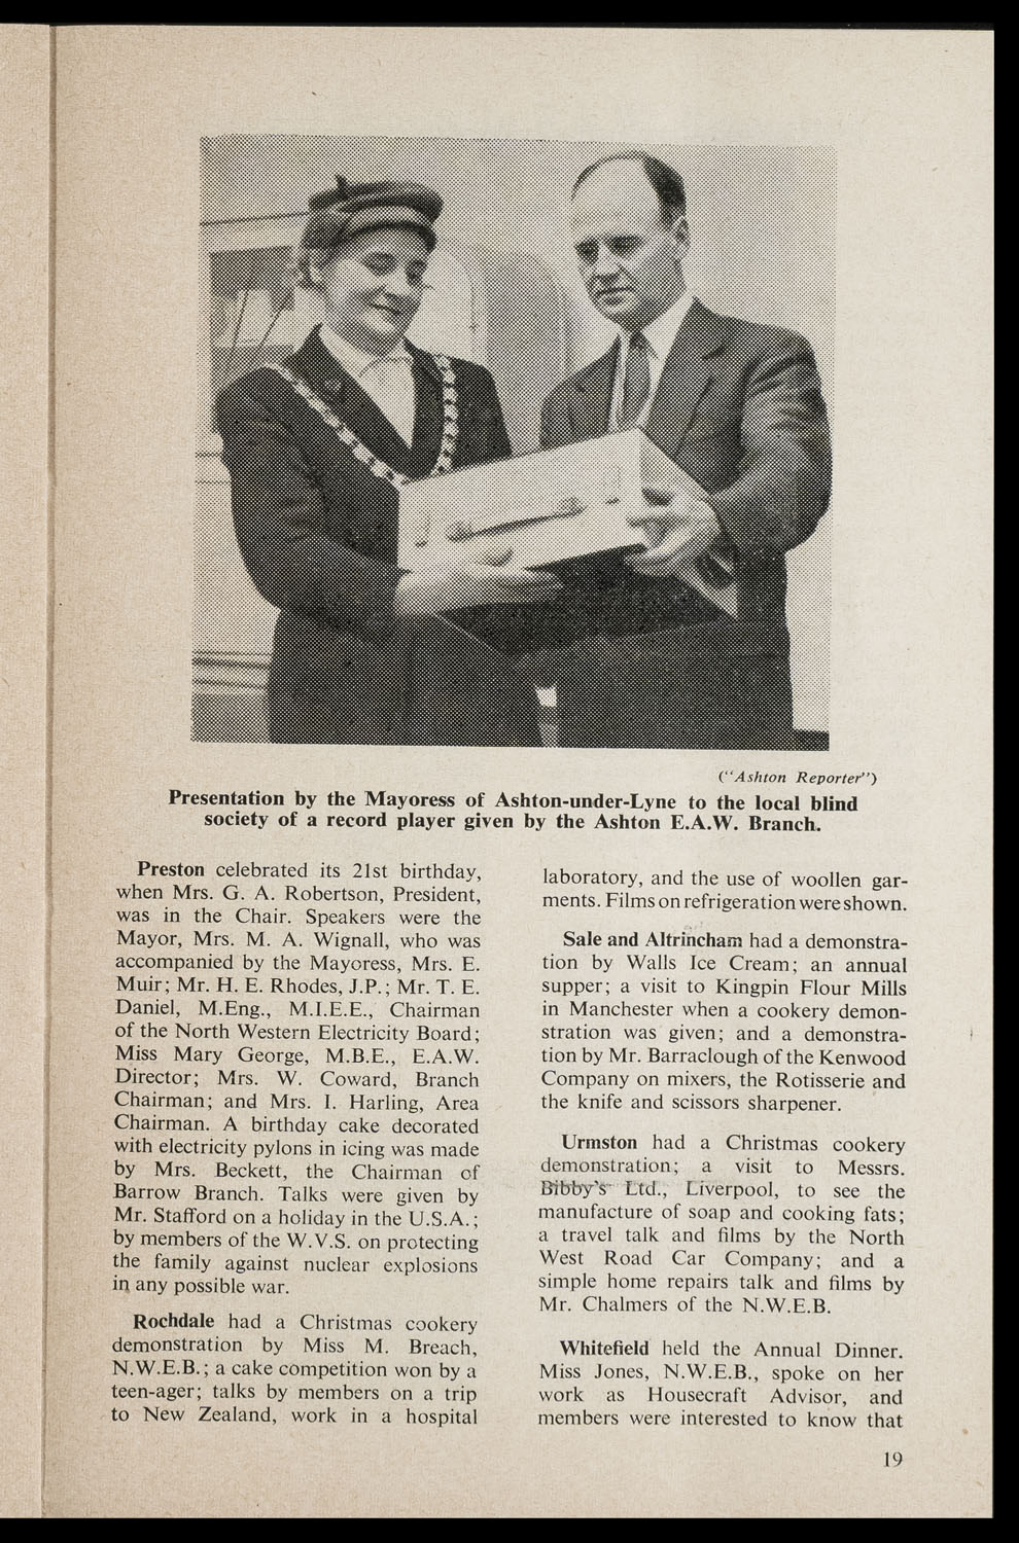 ("Ashton Reporter")
Presentation by the Mayoress of Ashton-under-Lyne to the local blind
society of a record player given by the Ashton E.A.W. Branch.
Preston celebrated its 21st birthday,
when Mrs. G. A. Robertson, President,
was in the Chair. Speakers were the
Mayor, Mrs. M. A. Wignall, who was
accompanied by the Mayoress, Mrs. E.
Muir; Mr. H. E. Rhodes, J.P.; Mr. T. E.
Daniel, M.Eng., M.I.E.E., Chairman
of the North Western Electricity Board;
Miss Mary George, M.B.E., E.A.W.
Director; Mrs. W. Coward, Branch
Chairman; and Mrs. I. Harling, Area
Chairman. A birthday cake decorated
with electricity pylons in icing was made
by Mrs. Beckett, the Chairman of
Barrow Branch. Talks were given by
Mr. Stafford on a holiday in the U.S.A.;
by members of the W.V.S. on protecting
the family against nuclear explosions
in any possible war.
Rochdale had a Christmas cookery
demonstration by Miss M. Breach,
N.W.E.B.; a cake competition won by a
teen-ager; talks by members on a trip
to New Zealand, work in a hospital
laboratory, and the use of woollen gar-
ments. Films on refrigeration were shown.
Sale and Altrincham had a demonstra-
tion by Walls Ice Cream; an annual
supper; a visit to Kingpin Flour Mills
in Manchester when a cookery demon-
stration was given; and a demonstra-
tion by Mr. Barraclough of the Kenwood
Company on mixers, the Rotisserie and
the knife and scissors sharpener.
Urmston had a Christmas cookery
demonstration; a visit to Messrs.
Bibby's Ltd., Liverpool, to see the
manufacture of soap and cooking fats;
a travel talk and films by the North
West Road Car Company; and a
simple home repairs talk and films by
Mr. Chalmers of the N.W.E.B.
Whitefield held the Annual Dinner.
Miss Jones, N.W.E.B., spoke on her
work as Housecraft Advisor, and
members were interested to know that
19